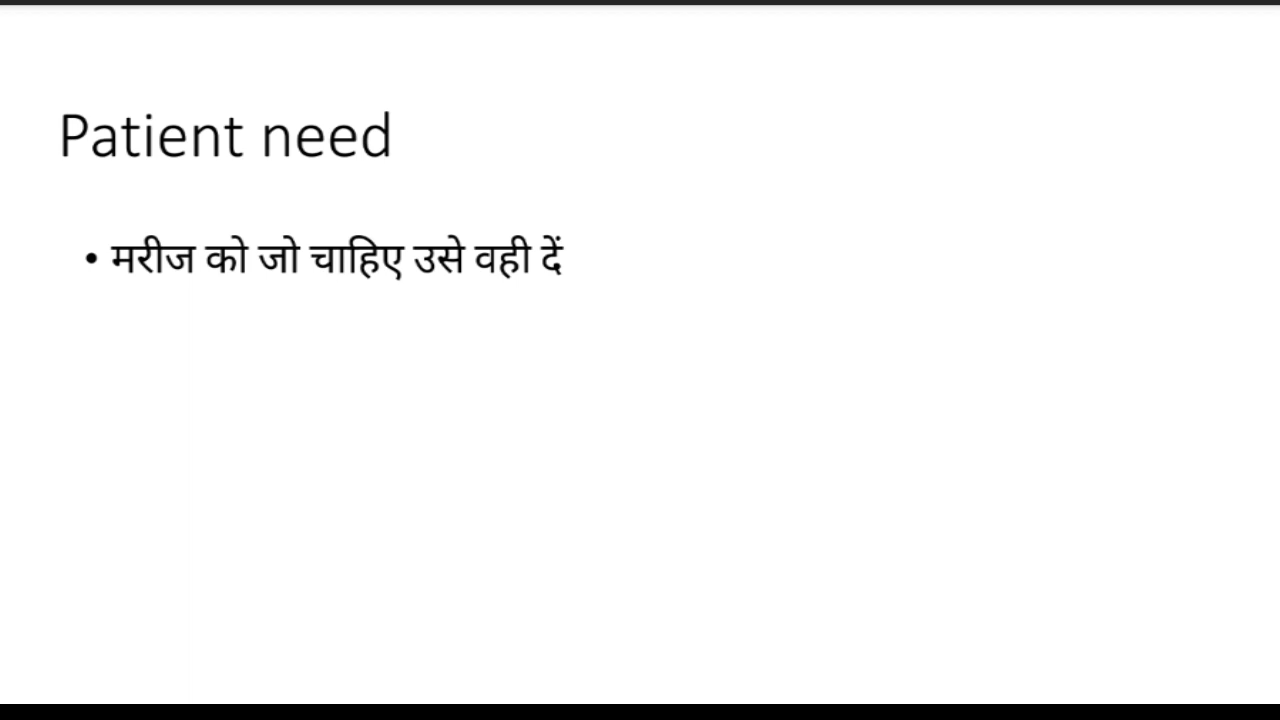 Patient need
• मरीज को जो चाहिए उसे वही दें